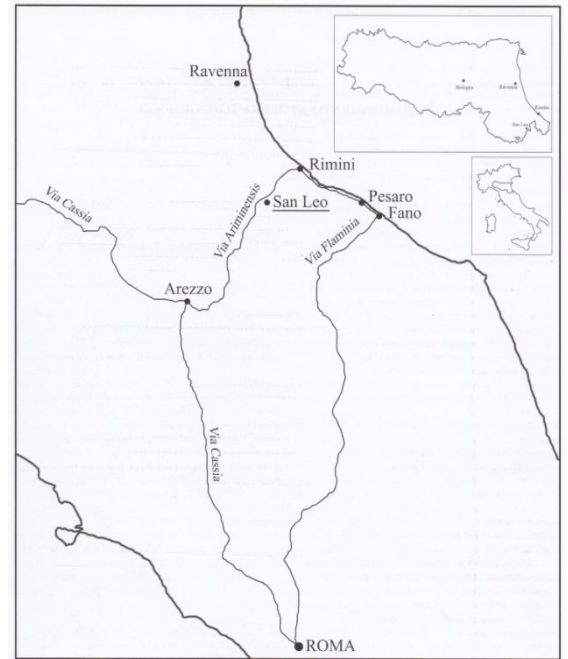 Ravenna
Bologna
Ravenna
Rimini
San Leo
Rimini
Via Cassia
Via Ariminensis
San Leo
Pesaro
Fano
Via Flaminia
Arezzo
Via Cassia
ROMA